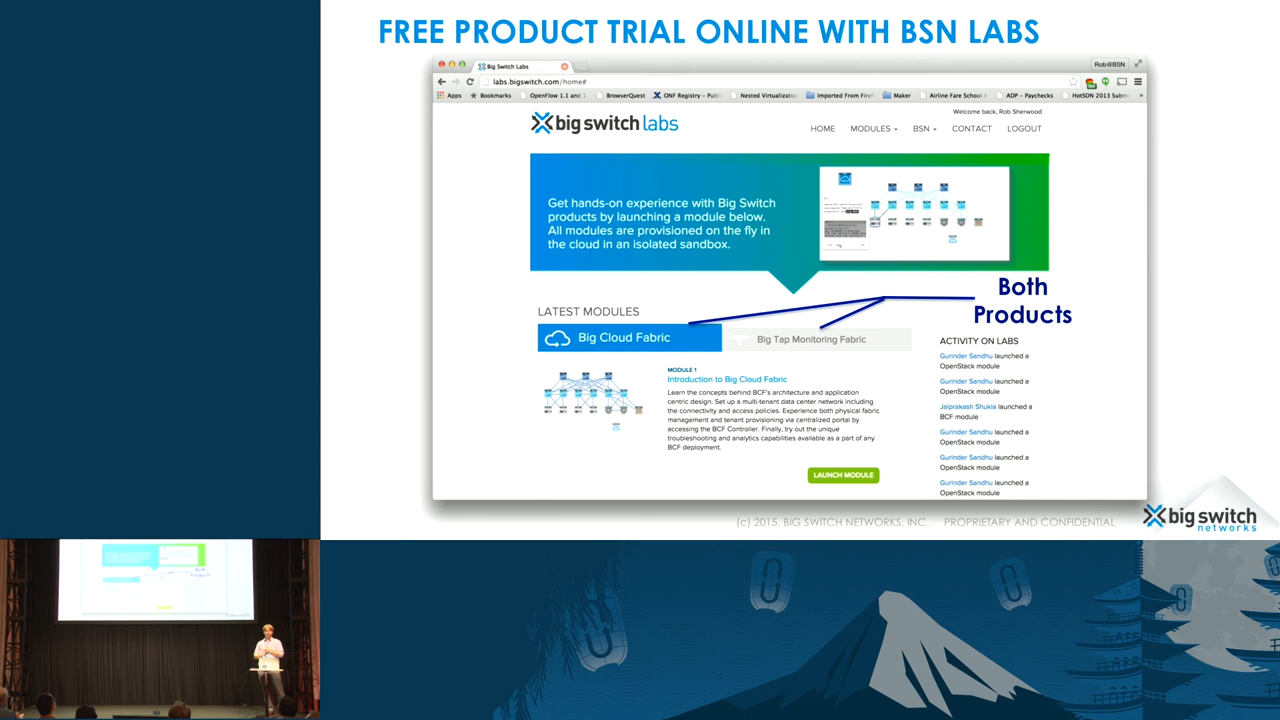 FREE PRODUCT TRIAL ONLINE WITH BSN LABS
Big Switch Labs
Rob@BSN
labs.bigswitch.com/home#
Apps
Bookmarks
OpenFlow 1.1 and
BrowserQuest
ONF Registry – Publ
Nested Virtualizatio
Imported From Firef
Maker
Airline Fare School
ADP – Paychecks
HotSDN 2013 Subm
»
Welcome back, Rob Sherwood
big switch labs
HOME
MODULES
BSN
CONTACT
LOGOUT
Get hands-on experience with Big Switch
products by launching a module below.
All modules are provisioned on the fly in
the cloud in an isolated sandbox.
Both
Products
LATEST MODULES
Big Cloud Fabric
Big Tap Monitoring Fabric
MODULE 1
Introduction to Big Cloud Fabric
Learn the concepts behind BCF's architecture and application
centric design. Set up a multi-tenant data center network including
the connectivity and access policies. Experience both physical fabric
management and tenant provisioning via centralized portal by
accessing the BCF Controller. Finally, try out the unique
troubleshooting and analytics capabilities available as a part of any
BCF deployment.
LAUNCH MODULE
ACTIVITY ON LABS
Gurinder Sandhu launched a
OpenStack module
Gurinder Sandhu launched a
OpenStack module
Jaiprakash Shukla launched a
BCF module
Gurinder Sandhu launched a
OpenStack module
Gurinder Sandhu launched a
OpenStack module
Gurinder Sandhu launched a
OpenStack module
(c) 2015, BIG SWITCH NETWORKS, INC. PROPRIETARY AND CONFIDENTIAL
big switch
networks
Both
Products